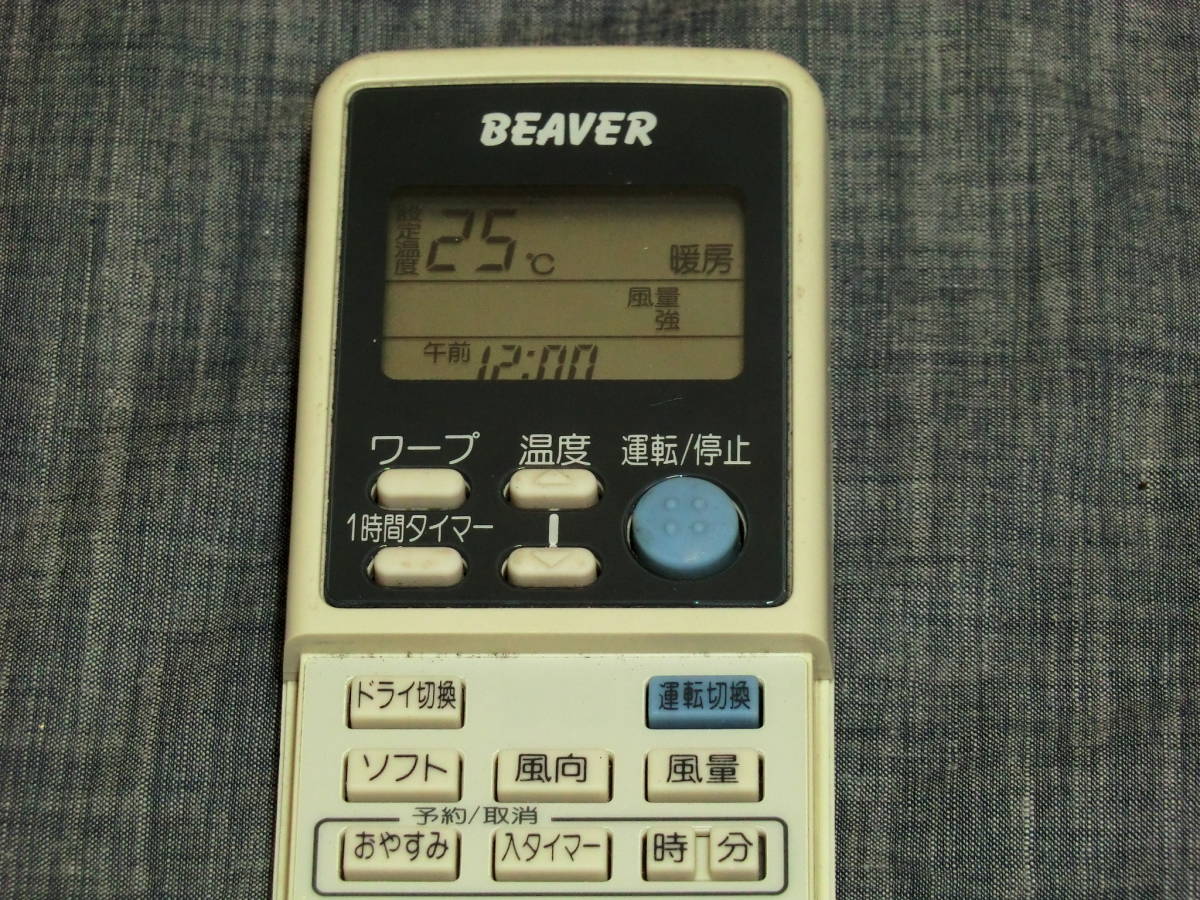 BEAVER
設定温度 25℃ 暖房
風量
強
午前 12:00
ワープ 温度 運転/停止
1時間タイマー
ドライ切換 運転切換
ソフト 風向 風量
予約/取消
おやすみ 入タイマー 時 分